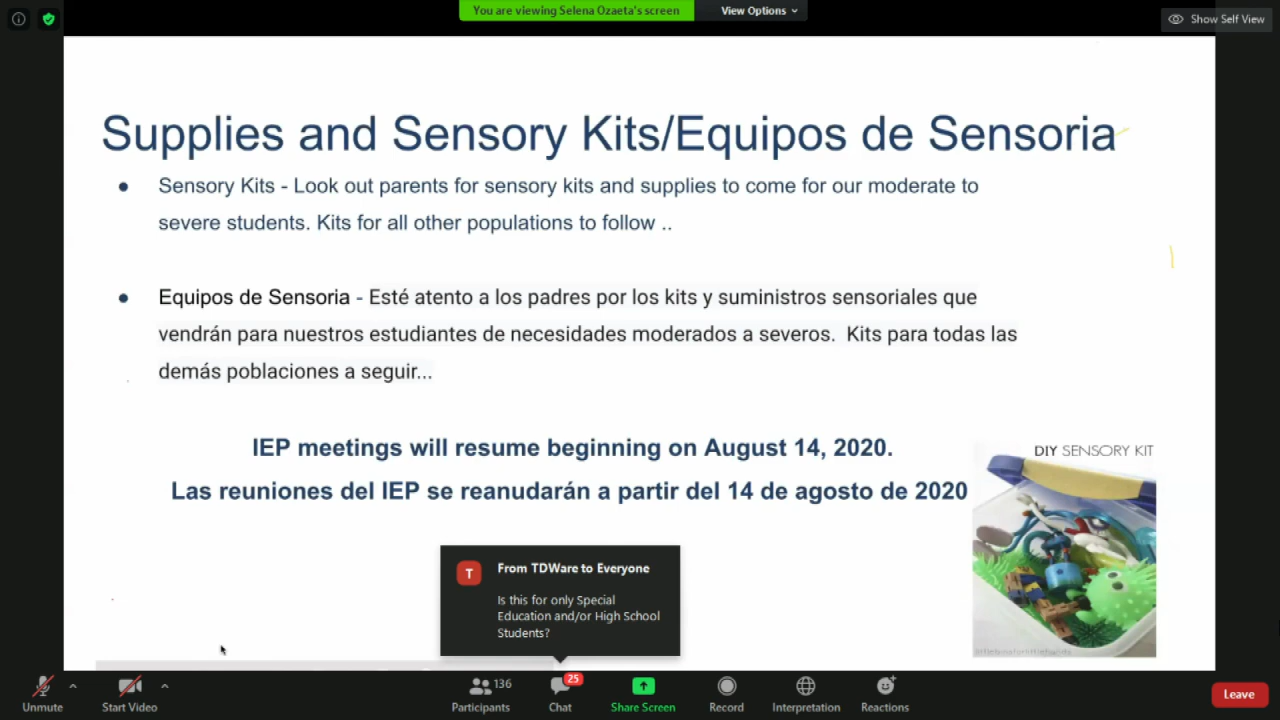 You are viewing Selena Ozaeta's screen
View Options
Show Self View
Supplies and Sensory Kits/Equipos de Sensoria
Sensory Kits - Look out parents for sensory kits and supplies to come for our moderate to
severe students. Kits for all other populations to follow ..
Equipos de Sensoria - Esté atento a los padres por los kits y suministros sensoriales que
vendrán para nuestros estudiantes de necesidades moderados a severos. Kits para todas las
demás poblaciones a seguir...
IEP meetings will resume beginning on August 14, 2020.
Las reuniones del IEP se reanudarán a partir del 14 de agosto de 2020
DIY SENSORY KIT
T
From TDWare to Everyone
Is this for only Special
Education and/or High School
Students?
Unmute
Start Video
136
Participants
25
Chat
Share Screen
Record
Interpretation
Reactions
Leave